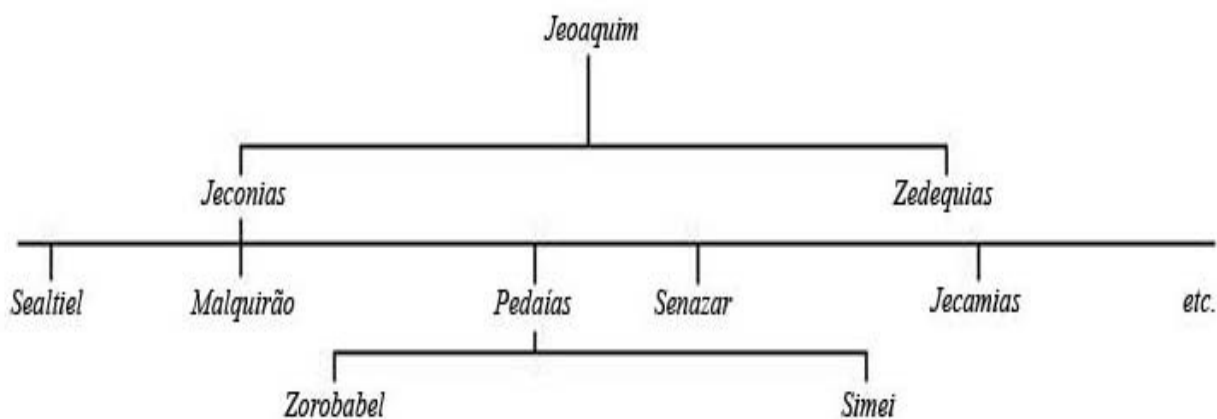 Jeoaquim
Jeconias Zedequias
Sealtiel Malquirão Pedaías Senazar Jecamias etc.
Zorobabel Simei